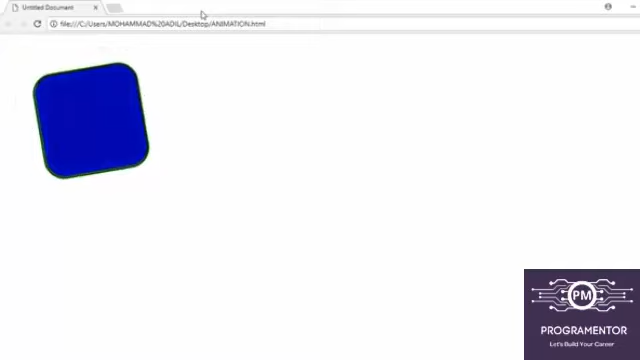 Untitled Document
file:///C:/Users/MOHAMMAD%20ADIL/Desktop/ANIMATION.html
PM
PROGRAMENTOR
Let's Build Your Career